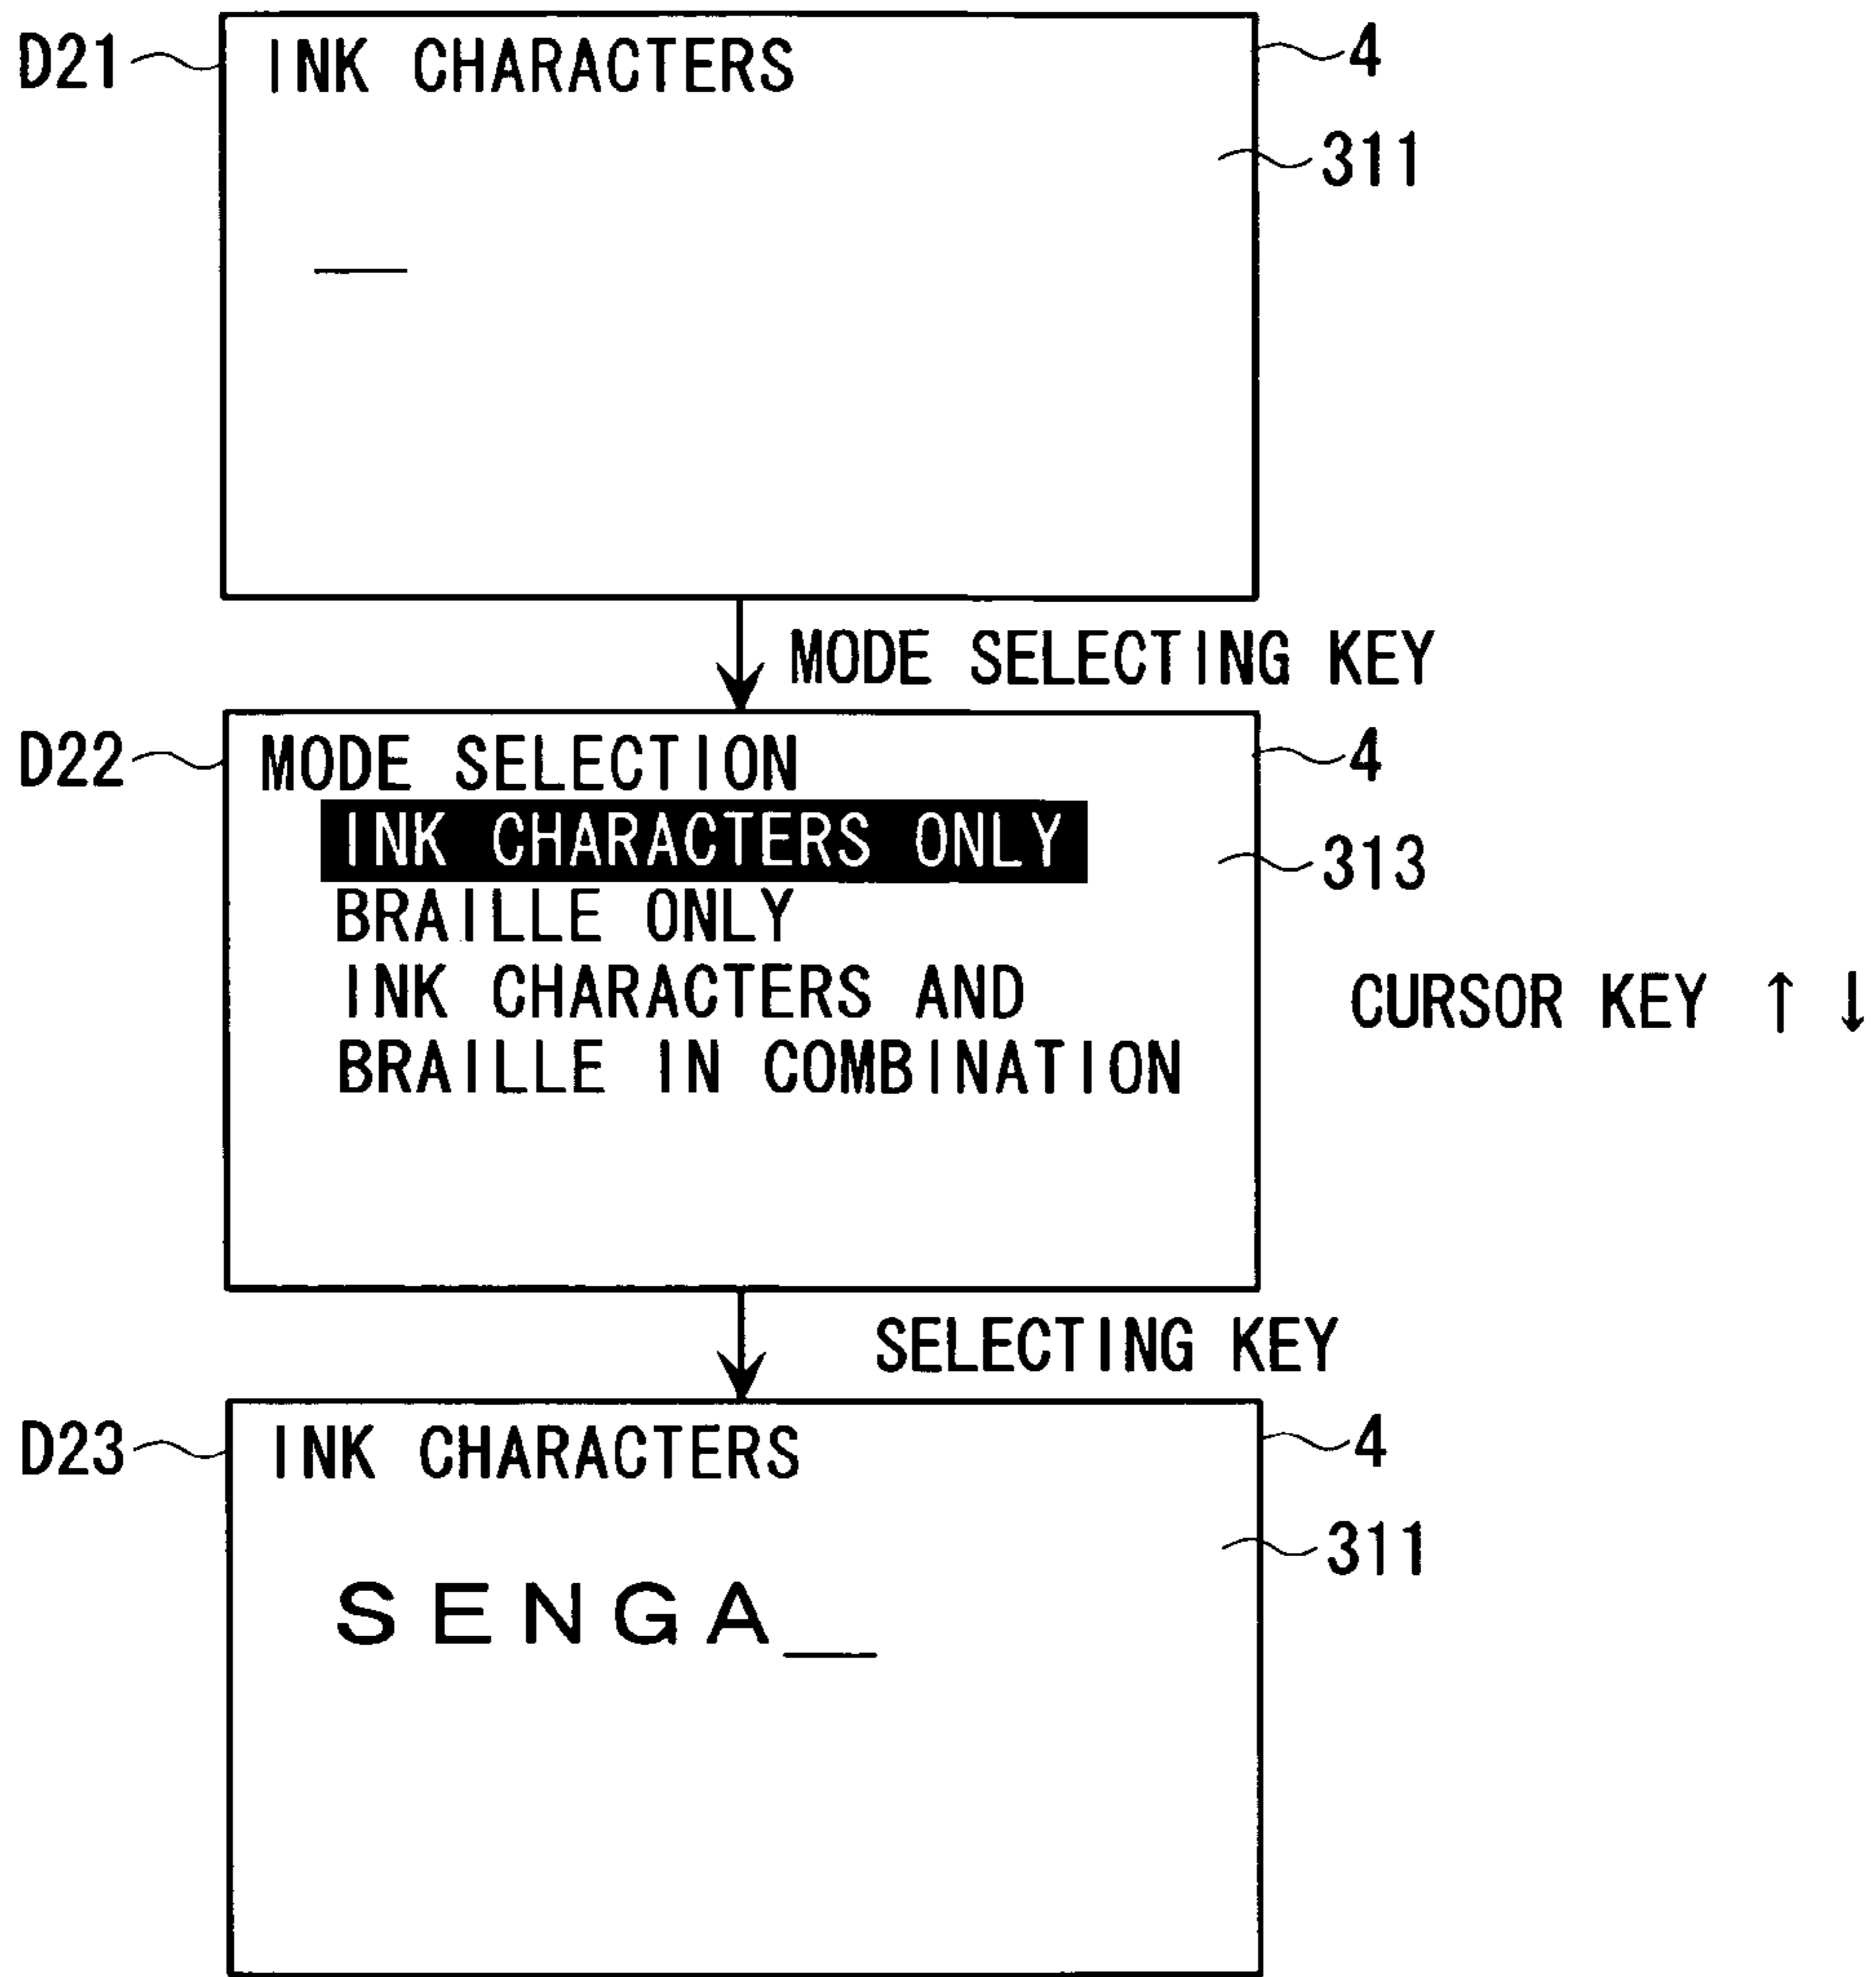 D21
INK CHARACTERS
4
311
MODE SELECTING KEY
D22
MODE SELECTION
4
INK CHARACTERS ONLY
313
BRAILLE ONLY
INK CHARACTERS AND
CURSOR KEY ↑ ↓
BRAILLE IN COMBINATION
SELECTING KEY
D23
INK CHARACTERS
4
311
SENGA_